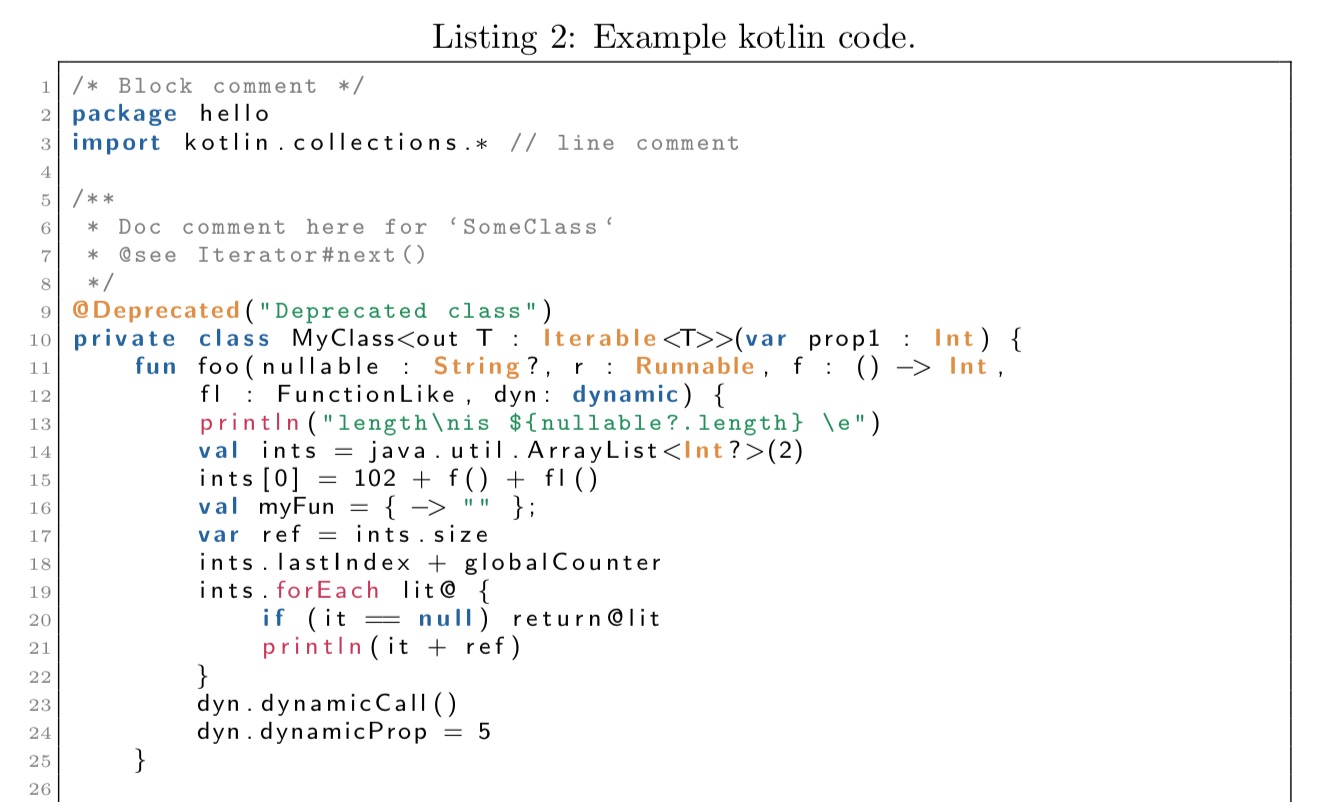 Listing 2: Example kotlin code.
1 /* Block comment */
2 package hello
3 import kotlin.collections.* // line comment
4
5 /**
6  * Doc comment here for ‘SomeClass‘
7  * @see Iterator#next()
8  */
9 @Deprecated("Deprecated class")
10 private class MyClass<out T : Iterable<T>>(var prop1 : Int) {
11     fun foo(nullable : String?, r : Runnable, f : () -> Int,
12         fl : FunctionLike, dyn: dynamic) {
13         println("length\nis ${nullable?.length} \e")
14         val ints = java.util.ArrayList<Int?>(2)
15         ints[0] = 102 + f() + fl()
16         val myFun = { -> "" };
17         var ref = ints.size
18         ints.lastIndex + globalCounter
19         ints.forEach lit@ {
20             if (it == null) return@lit
21             println(it + ref)
22         }
23         dyn.dynamicCall()
24         dyn.dynamicProp = 5
25     }
26